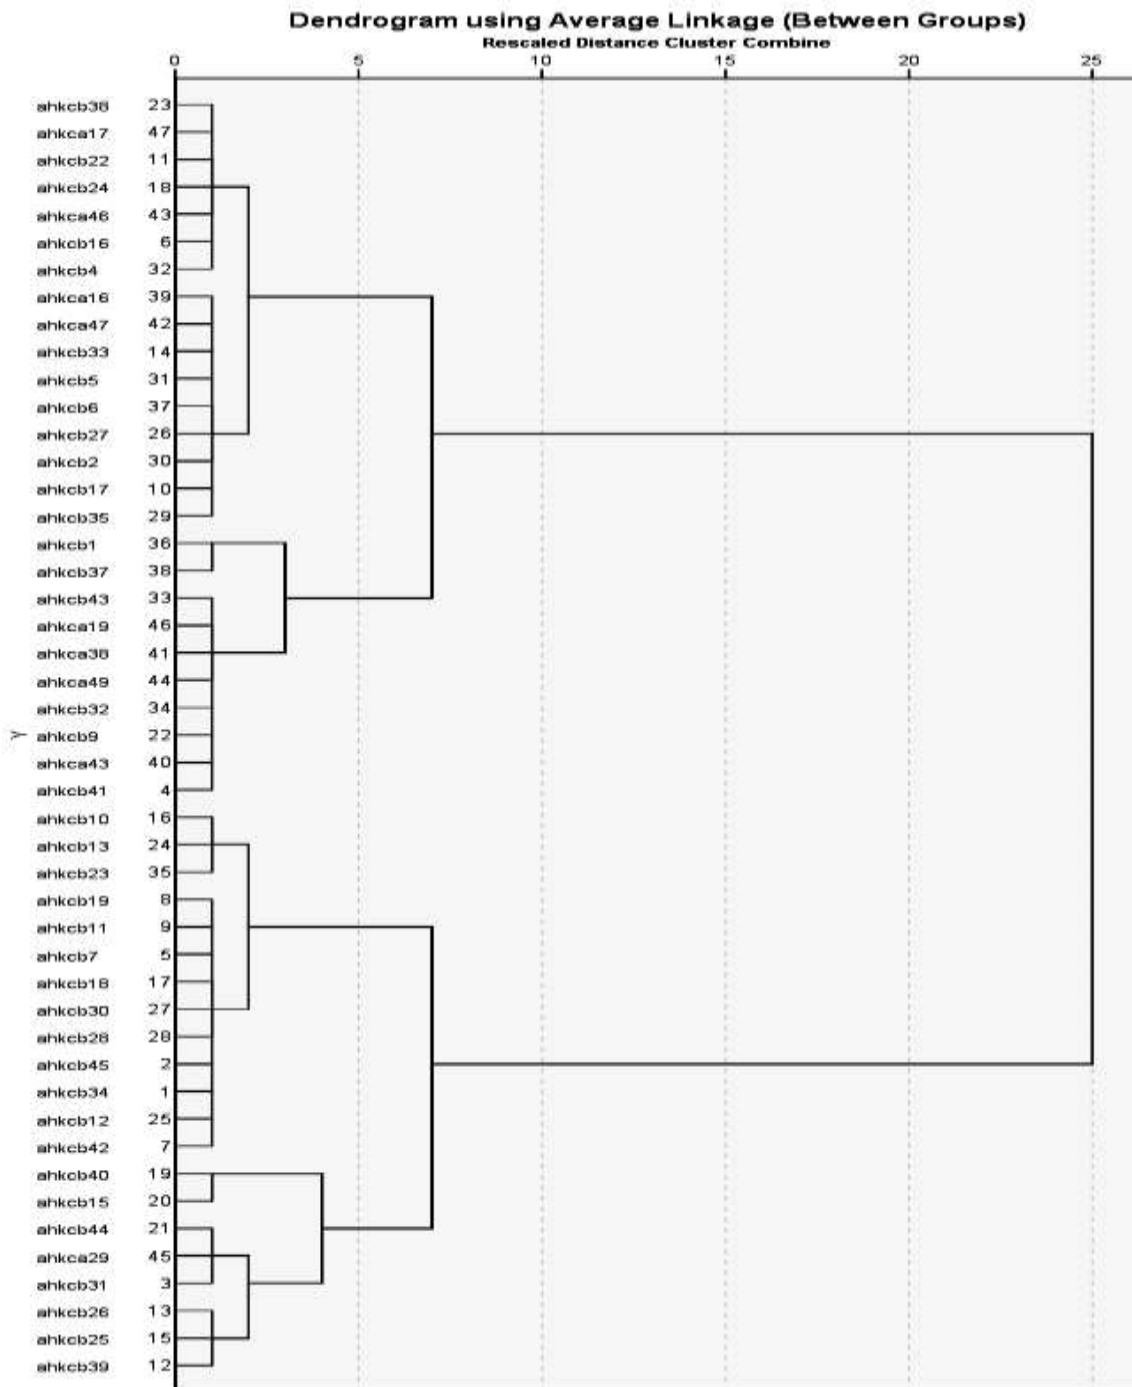 Dendrogram using Average Linkage (Between Groups)
Rescaled Distance Cluster Combine
0 5 10 15 20 25
ahkcb38 23
ahkca17 47
ahkcb22 11
ahkcb24 18
ahkca46 43
ahkcb16 6
ahkcb4 32
ahkca16 39
ahkca47 42
ahkcb33 14
ahkcb5 31
ahkcb6 37
ahkcb27 26
ahkcb2 30
ahkcb17 10
ahkcb35 29
ahkcb1 36
ahkcb37 38
ahkcb43 33
ahkca19 46
ahkca38 41
ahkca49 44
ahkcb32 34
Y
ahkcb9 22
ahkca43 40
ahkcb41 4
ahkcb10 16
ahkcb13 24
ahkcb23 35
ahkcb19 8
ahkcb11 9
ahkcb7 5
ahkcb18 17
ahkcb30 27
ahkcb28 28
ahkcb45 2
ahkcb34 1
ahkcb12 25
ahkcb42 7
ahkcb40 19
ahkcb15 20
ahkcb44 21
ahkca29 45
ahkcb31 3
ahkcb26 13
ahkcb25 15
ahkcb39 12